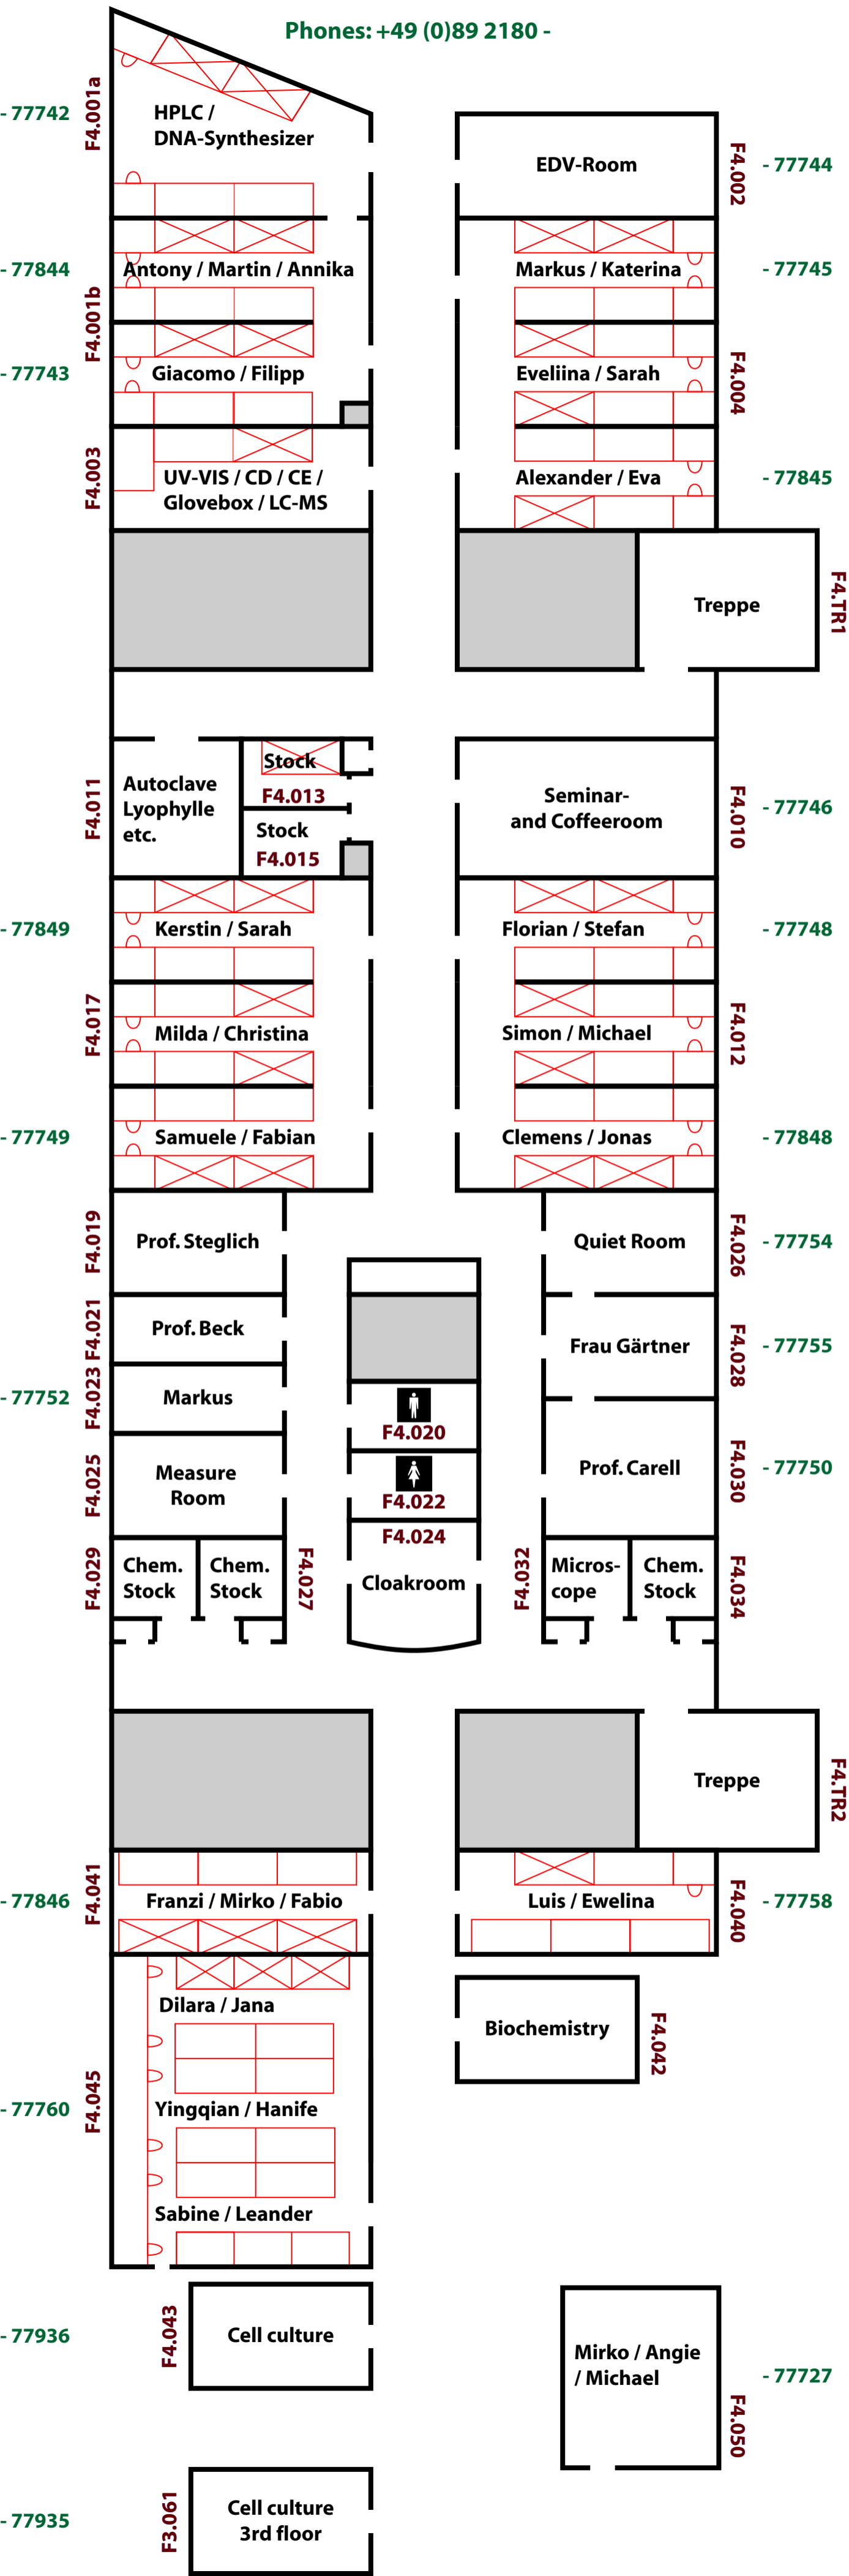 Phones: +49 (0)89 2180 -
- 77742
F4.001a
HPLC /
DNA-Synthesizer
EDV-Room
F4.002
- 77744
- 77844
Antony / Martin / Annika
Markus / Katerina
- 77745
F4.001b
- 77743
Giacomo / Filipp
Eveliina / Sarah
F4.004
F4.003
UV-VIS / CD / CE /
Glovebox / LC-MS
Alexander / Eva
- 77845
Treppe
F4.TR1
F4.011
Autoclave
Lyophylle
etc.
Stock
F4.013
Stock
F4.015
Seminar-
and Coffeeroom
F4.010
- 77746
- 77849
Kerstin / Sarah
Florian / Stefan
- 77748
F4.017
Milda / Christina
Simon / Michael
F4.012
- 77749
Samuele / Fabian
Clemens / Jonas
- 77848
F4.019
Prof. Steglich
Quiet Room
F4.026
- 77754
F4.021
Prof. Beck
Frau Gärtner
F4.028
- 77755
- 77752
F4.023
Markus
F4.020
F4.025
Measure
Room
F4.022
Prof. Carell
F4.030
- 77750
F4.024
Cloakroom
F4.029
Chem.
Stock
Chem.
Stock
F4.027
F4.032
Micros-
cope
Chem.
Stock
F4.034
Treppe
F4.TR2
- 77846
F4.041
Franzi / Mirko / Fabio
Luis / Ewelina
F4.040
- 77758
Dilara / Jana
Biochemistry
F4.042
- 77760
F4.045
Yingqian / Hanife
Sabine / Leander
- 77936
F4.043
Cell culture
Mirko / Angie
/ Michael
F4.050
- 77727
- 77935
F3.061
Cell culture
3rd floor